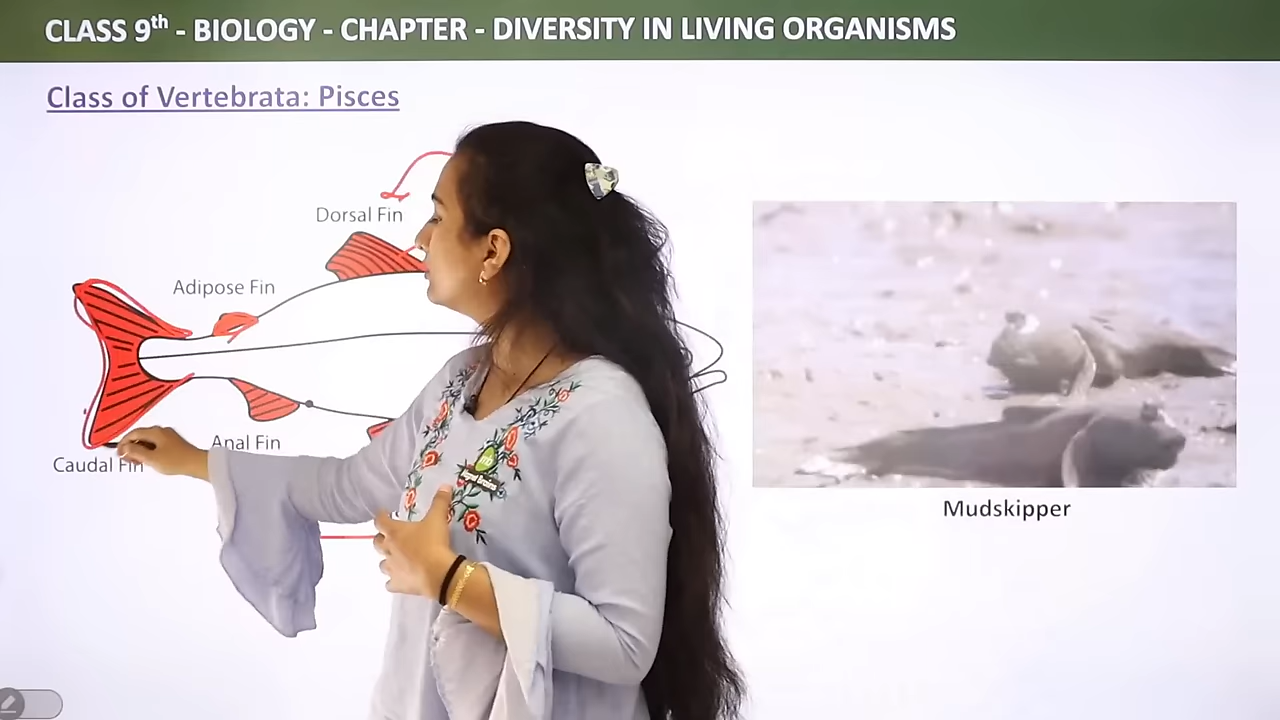 CLASS 9th - BIOLOGY - CHAPTER - DIVERSITY IN LIVING ORGANISMS
Class of Vertebrata: Pisces
Dorsal Fin
Adipose Fin
Anal Fin
Caudal Fin
Mudskipper